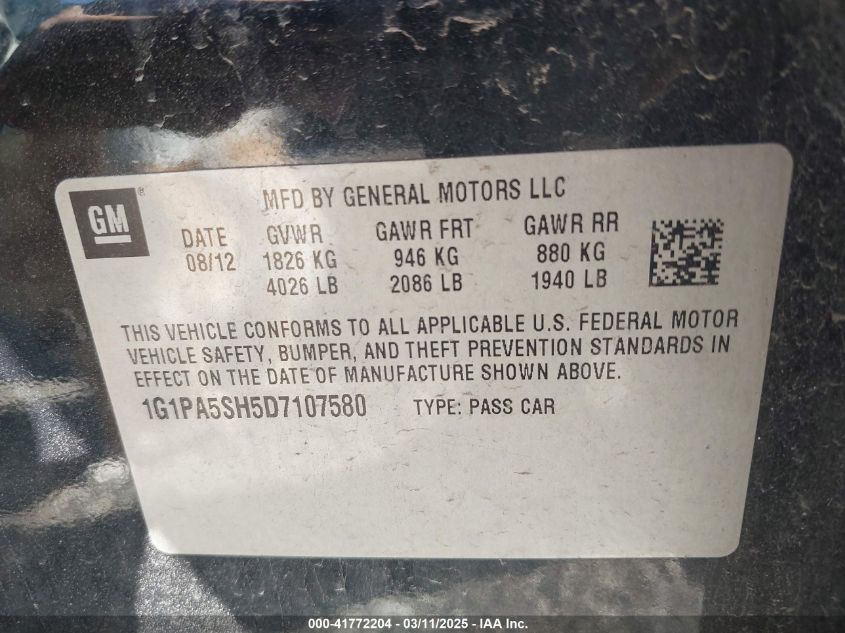 GM®
MFD BY GENERAL MOTORS LLC
DATE GVWR GAWR FRT GAWR RR
08/12 1826 KG 946 KG 880 KG
4026 LB 2086 LB 1940 LB
THIS VEHICLE CONFORMS TO ALL APPLICABLE U.S. FEDERAL MOTOR
VEHICLE SAFETY, BUMPER, AND THEFT PREVENTION STANDARDS IN
EFFECT ON THE DATE OF MANUFACTURE SHOWN ABOVE.
1G1PA5SH5D7107580 TYPE: PASS CAR
000-41772204 - 03/11/2025 - IAA Inc.